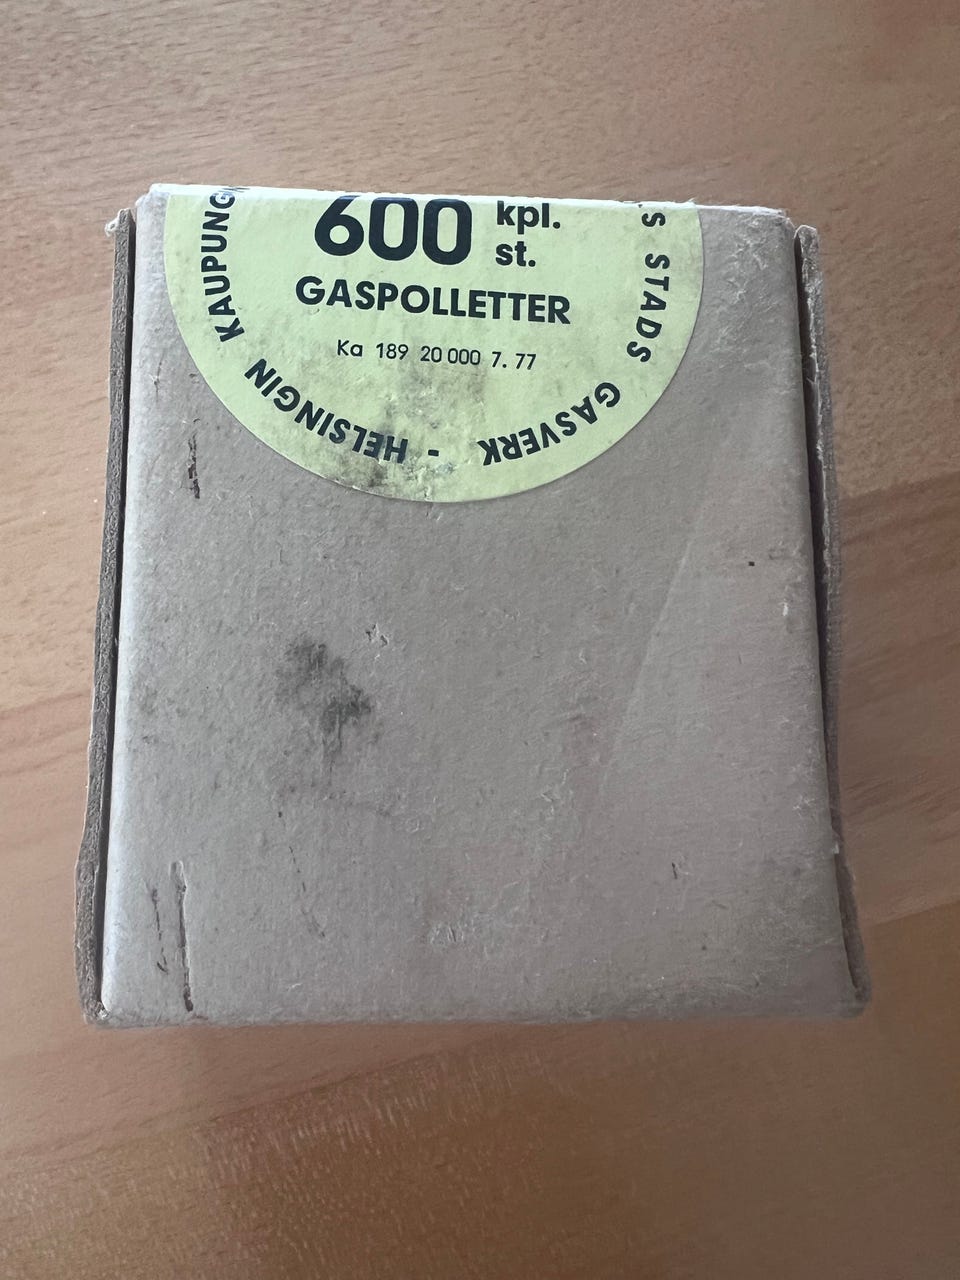 600 kpl.
st.
GASPOLLETTER
Ka 189 20 000 7. 77
HELSINGIN KAUPUNGIN
S STADS GASVERK -